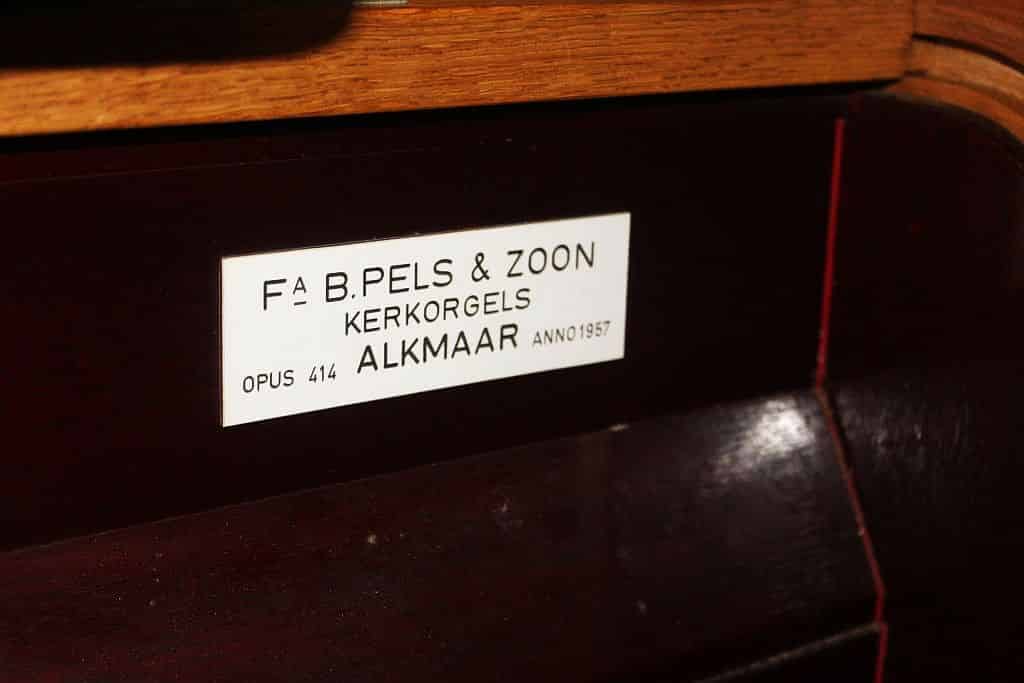 Fᴬ B. PELS & ZOON
KERKORGELS
OPUS 414 ALKMAAR ANNO 1957